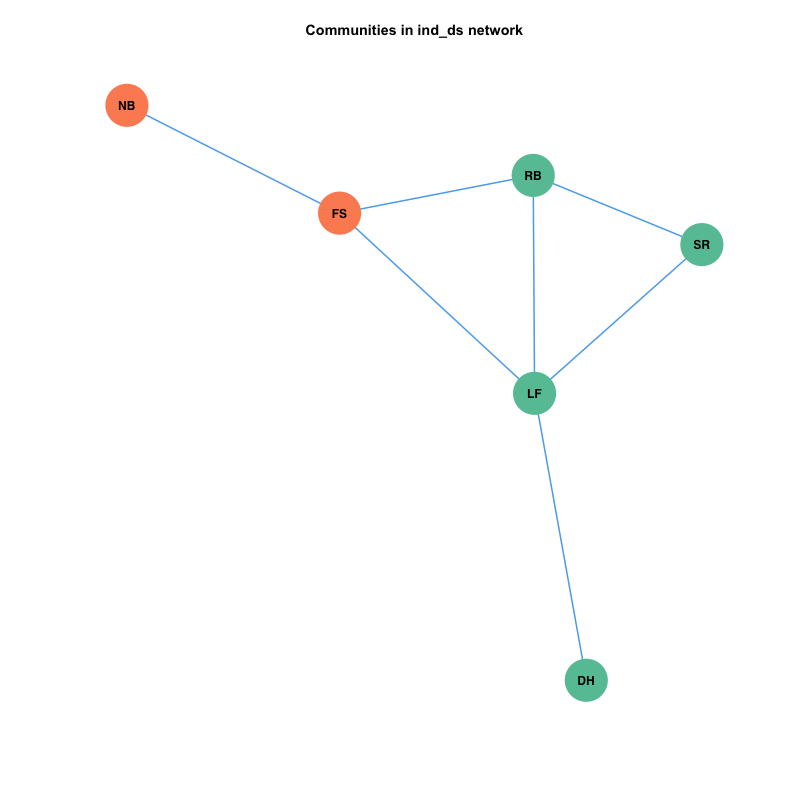 Communities in ind_ds network
NB
RB
FS
SR
LF
DH